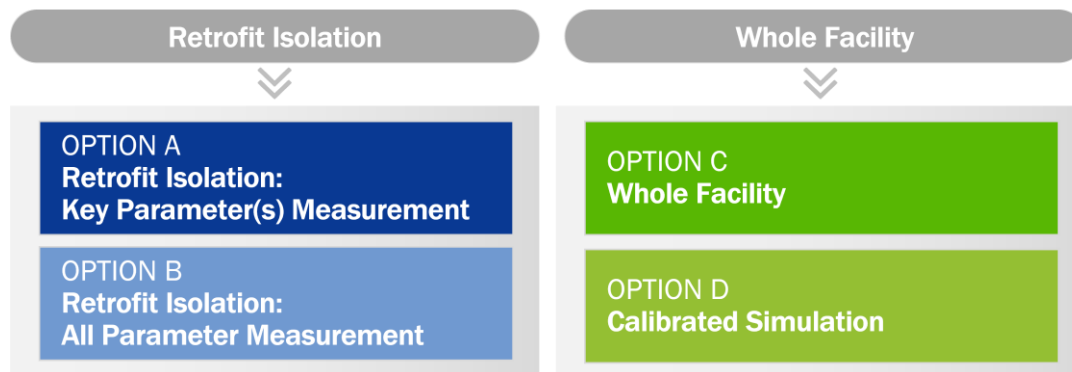 Retrofit Isolation
Whole Facility
OPTION A
Retrofit Isolation:
Key Parameter(s) Measurement
OPTION B
Retrofit Isolation:
All Parameter Measurement
OPTION C
Whole Facility
OPTION D
Calibrated Simulation